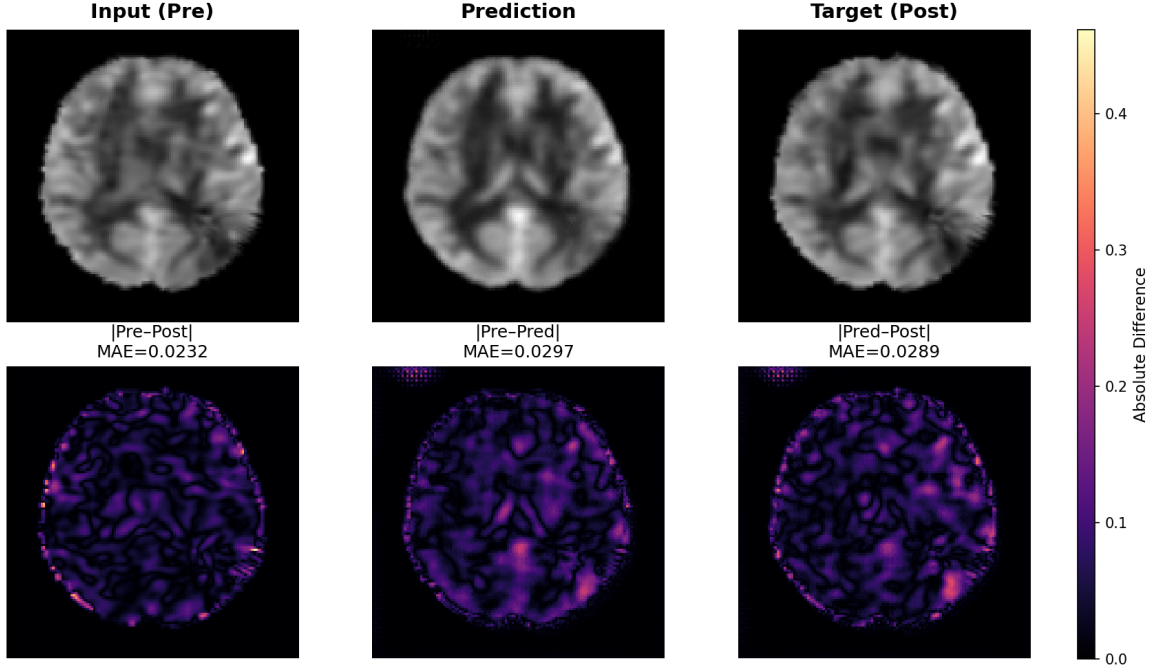 Input (Pre)
Prediction
Target (Post)
|Pre–Post|
MAE=0.0232
|Pre–Pred|
MAE=0.0297
|Pred–Post|
MAE=0.0289
0.4
0.3
0.2
0.1
0.0
Absolute Difference